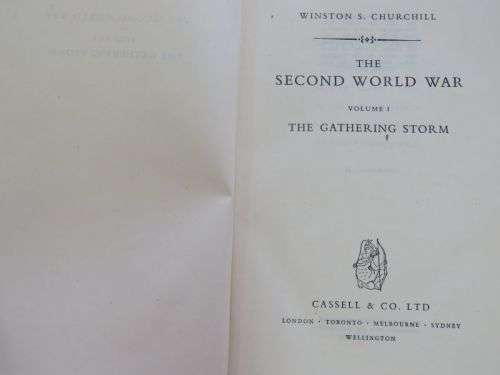 WINSTON S. CHURCHILL
THE
SECOND WORLD WAR
VOLUME I
THE GATHERING STORM
CASSELL & CO. LTD
LONDON · TORONTO · MELBOURNE · SYDNEY
WELLINGTON